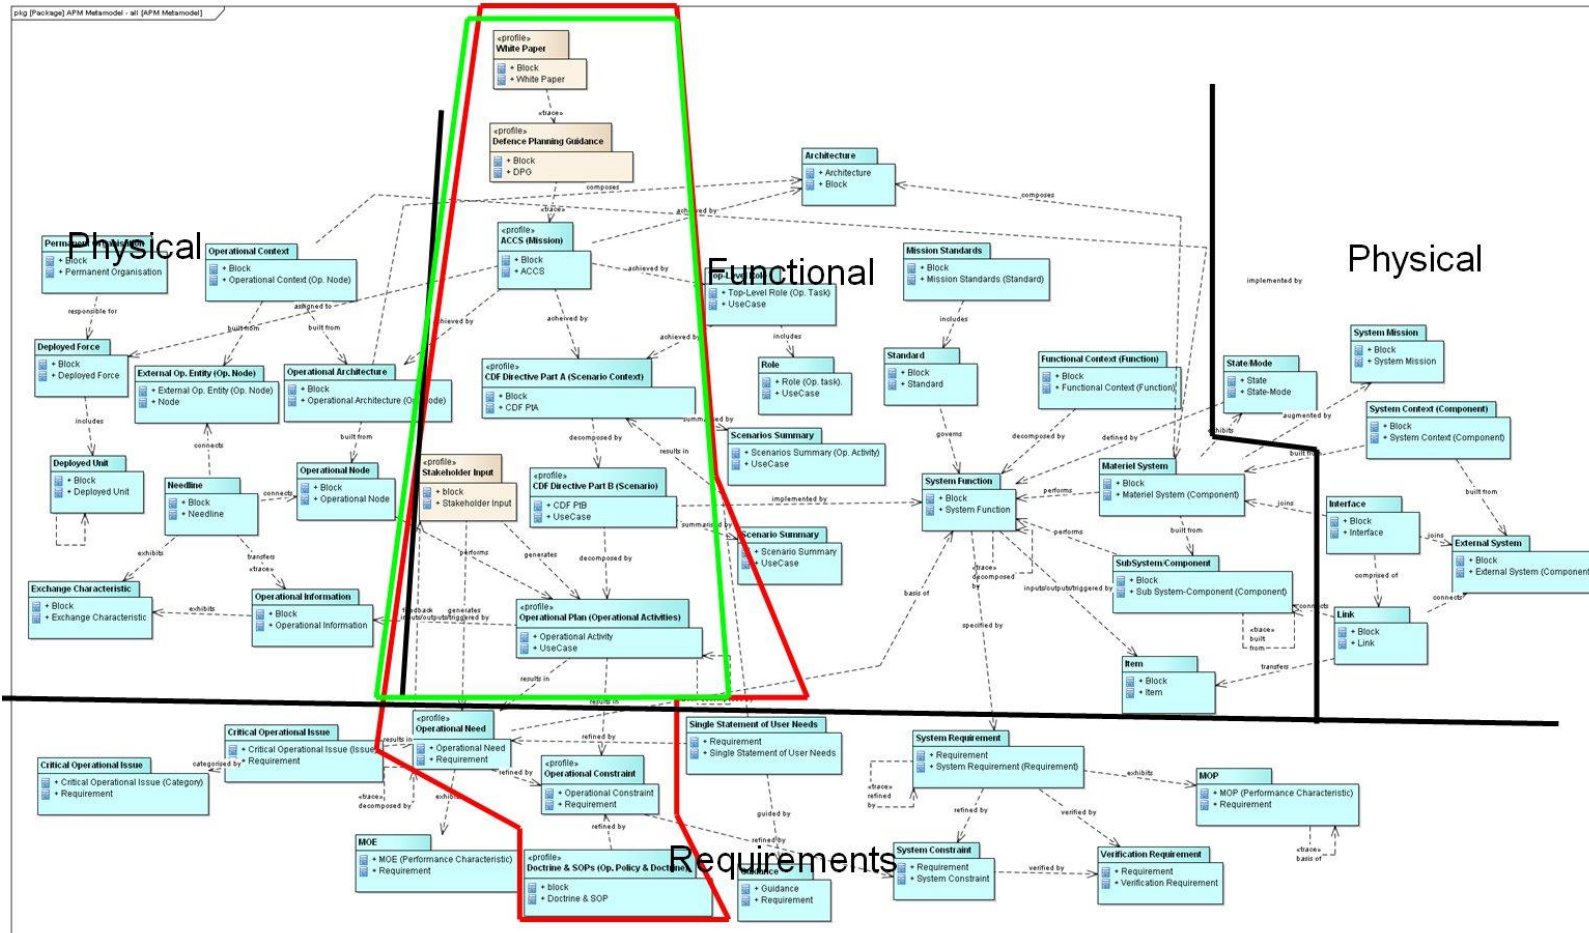 pkg [Package] APM Metamodel - all [APM Metamodel]
«profile»
White Paper
+ Block
+ White Paper
«trace»
«profile»
Defence Planning Guidance
+ Block
+ DPG
composes
«trace»
Architecture
+ Architecture
+ Block
composes
achieved by
«profile»
ACCS (Mission)
+ Block
+ ACCS
achieved by
Physical
+ Block
+ Permanent Organisation
Operational Context
+ Block
+ Operational Context (Op. Node)
Functional
+ Top-Level Role (Op. Task)
+ UseCase
Mission Standards
+ Block
+ Mission Standards (Standard)
Physical
implemented by
responsible for
assigned to
built from
built from
achieved by
acheived by
achieved by
includes
includes
Deployed Force
+ Block
+ Deployed Force
External Op. Entity (Op. Node)
+ External Op. Entity (Op. Node)
+ Node
Operational Architecture
+ Block
«profile»
CDF Directive Part A (Scenario Context)
+ Block
+ CDF PtA
Role
+ Role (Op. task).
+ UseCase
Standard
+ Block
+ Standard
Functional Context (Function)
+ Block
+ Functional Context (Function)
State/Mode
+ State
+ State-Mode
System Mission
+ Block
+ System Mission
includes
connects
built from
decomposed by
summarised by
results in
governs
decomposed by
defined by
exhibits
augmented by
built from
System Context (Component)
+ Block
+ System Context (Component)
Scenarios Summary
+ Scenarios Summary (Op. Activity)
+ UseCase
Deployed Unit
+ Block
+ Deployed Unit
Needline
+ Block
+ Needline
connects
Operational Node
+ Block
+ Operational Node
«profile»
Stakeholder Input
+ block
+ Stakeholder Input
«profile»
CDF Directive Part B (Scenario)
+ CDF PtB
+ UseCase
implemented by
summarised by
System Function
+ Block
+ System Function
performs
Materiel System
+ Block
+ Materiel System (Component)
joins
built from
Interface
+ Block
+ Interface
joins
built from
External System
+ Block
+ External System (Component
exhibits
transfers
«trace»
performs
generates
decomposed by
Scenario Summary
+ Scenario Summary
+ UseCase
basis of
«trace»
decomposed
by
performs
inputs/outputs/triggered by
SubSystem/Component
+ Block
+ Sub System-Component (Component)
comprised of
connects
connects
Exchange Characteristic
+ Block
+ Exchange Characteristic
exhibits
Operational Information
+ Block
+ Operational Information
feedback
generates
inputs/outputs/triggered by
«profile»
Operational Plan (Operational Activities)
+ Operational Activity
+ UseCase
specified by
«trace»
built
from
Link
+ Block
+ Link
transfers
Item
+ Block
+ Item
results in
results in
Critical Operational Issue
+ Critical Operational Issue (Category)
+ Requirement
categorised by
Critical Operational Issue
+ Critical Operational Issue (Issue)
+ Requirement
results in
«profile»
Operational Need
+ Operational Need
+ Requirement
refined by
Single Statement of User Needs
+ Requirement
+ Single Statement of User Needs
System Requirement
+ Requirement
+ System Requirement (Requirement)
exhibits
MOP
+ MOP (Performance Characteristic)
+ Requirement
«trace»
decomposed by
refined by
«profile»
Operational Constraint
+ Operational Constraint
+ Requirement
«trace»
refined
by
refined by
verified by
guided by
refined by
refined by
MOE
+ MOE (Performance Characteristic)
+ Requirement
«profile»
Doctrine & SOPs (Op. Policy & Doctrine)
+ block
+ Doctrine & SOP
Requirements
+ Guidance
+ Requirement
System Constraint
+ Requirement
+ System Constraint
verified by
Verification Requirement
+ Requirement
+ Verification Requirement
«trace»
basis of